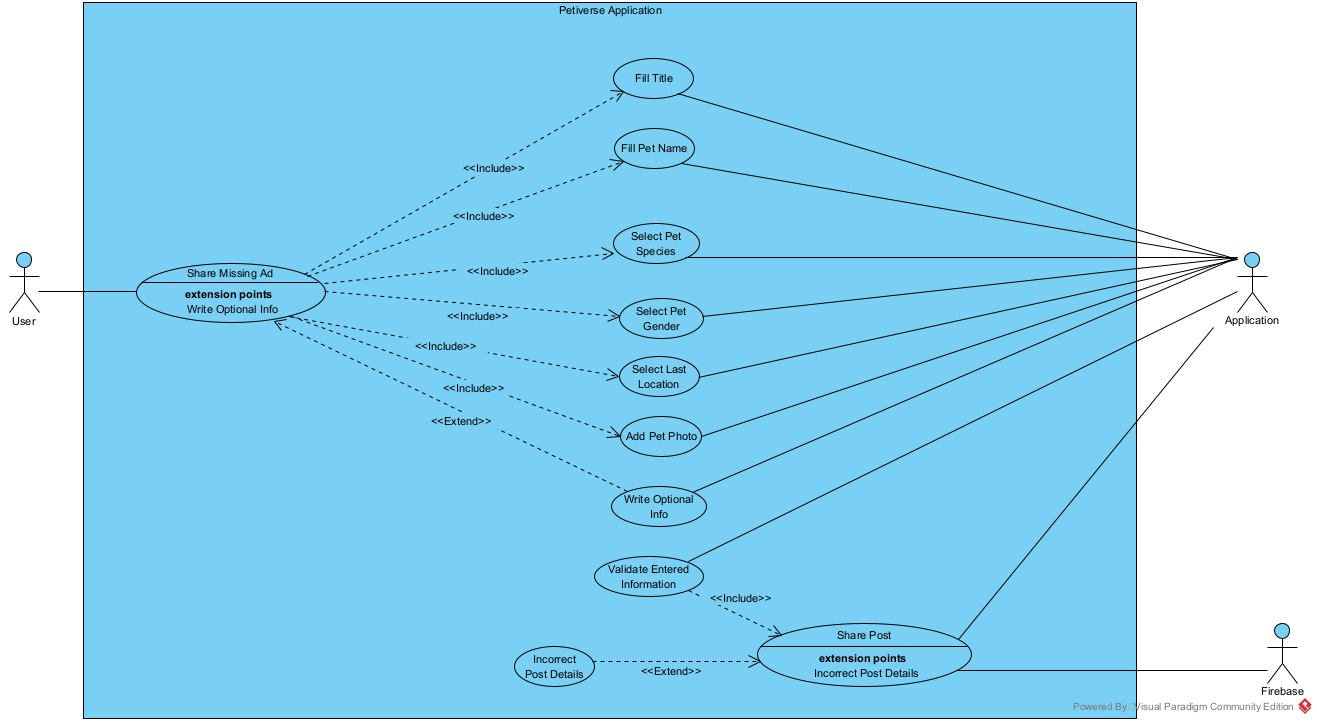 Petiverse Application
Fill Title
<<Include>>
Fill Pet Name
<<Include>>
Select Pet
Species
<<Include>>
User
Share Missing Ad
extension points
Write Optional Info
Select Pet
Gender
<<Include>>
Application
<<Include>>
Select Last
Location
<<Include>>
Add Pet Photo
<<Extend>>
Write Optional
Info
Validate Entered
Information
<<Include>>
Share Post
extension points
Incorrect Post Details
Incorrect
Post Details
<<Extend>>
Firebase
Powered By Visual Paradigm Community Edition